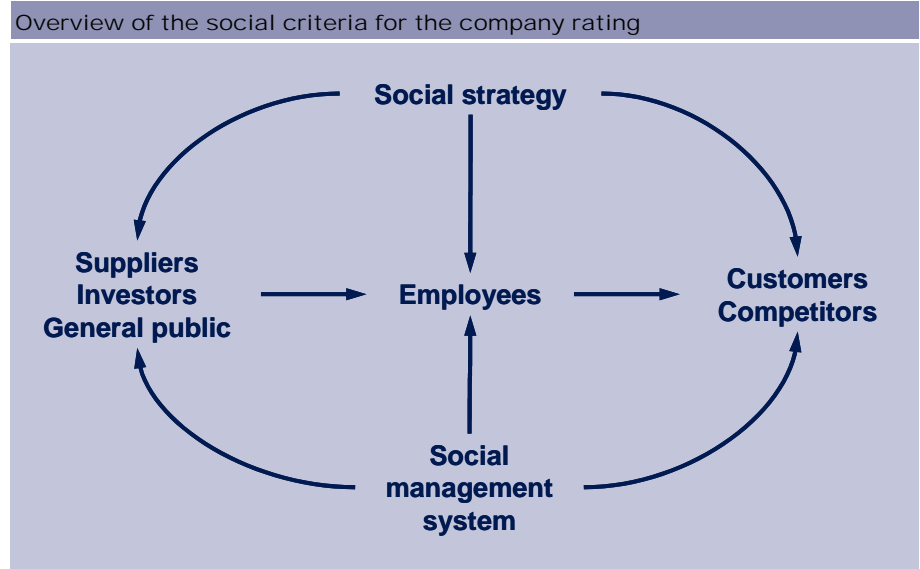 Overview of the social criteria for the company rating
Social strategy
Suppliers
Investors
General public
Employees
Customers
Competitors
Social
management
system